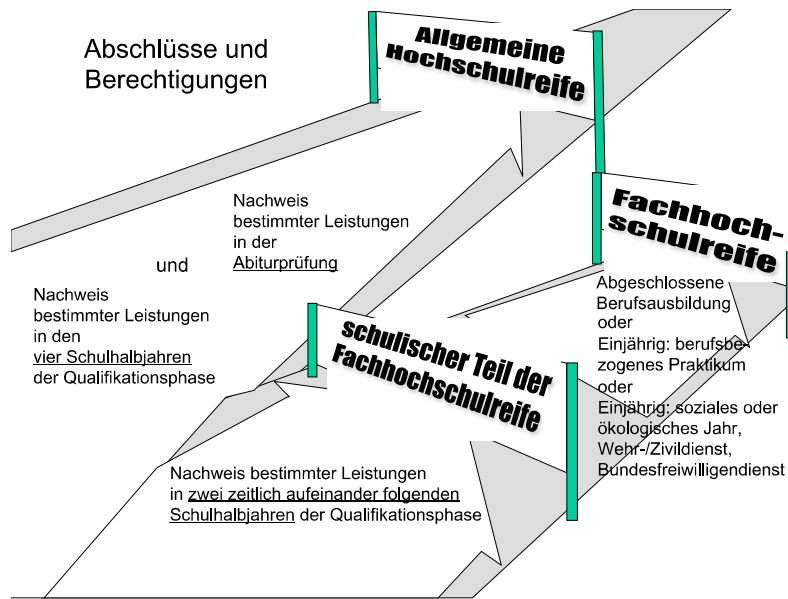 Abschlüsse und
Berechtigungen
Allgemeine
Hochschulreife
Nachweis
bestimmter Leistungen
in der
Abiturprüfung
und
Nachweis
bestimmter Leistungen
in den
vier Schulhalbjahren
der Qualifikationsphase
Fachhoch-
schulreife
Abgeschlossene
Berufsausbildung
oder
Einjährig: berufsbe-
zogenes Praktikum
oder
Einjährig: soziales oder
ökologisches Jahr,
Wehr-/Zivildienst,
Bundesfreiwilligendienst
schulischer Teil der
Fachhochschulreife
Nachweis bestimmter Leistungen
in zwei zeitlich aufeinander folgenden
Schulhalbjahren der Qualifikationsphase